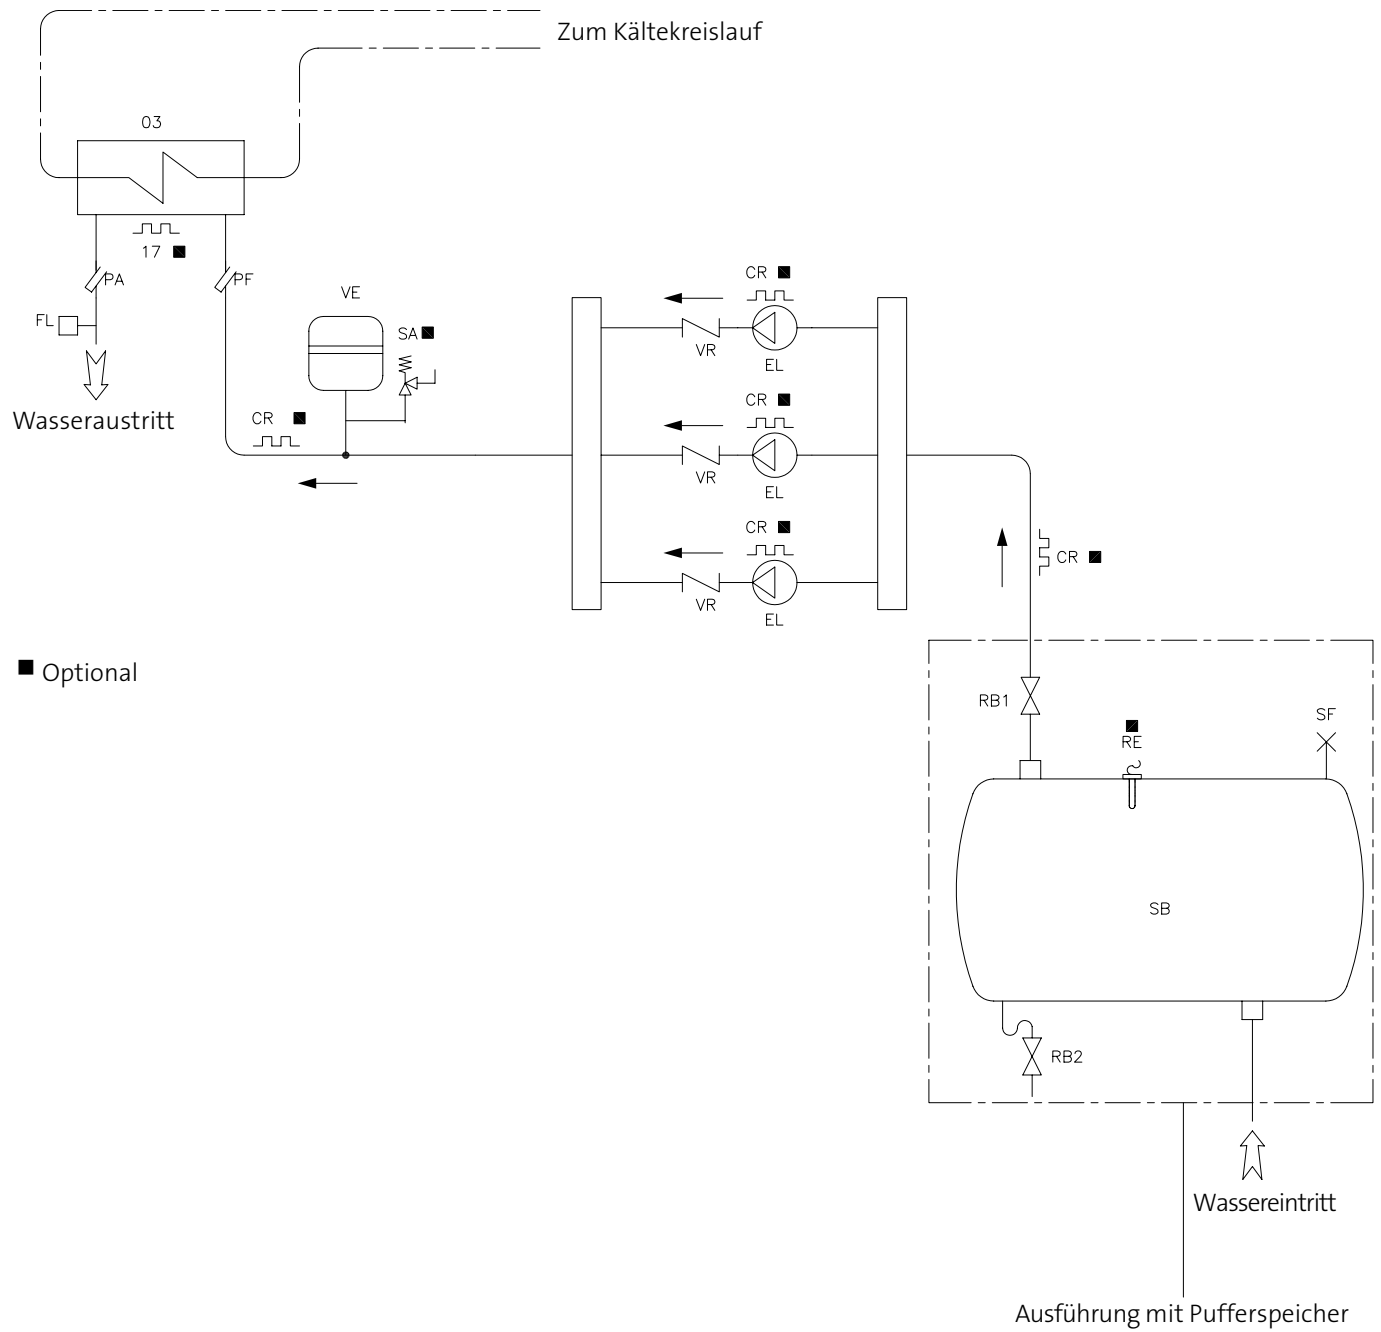 Zum Kältekreislauf
03
17
PA
PF
FL
VE
SA
Wasseraustritt
CR
CR
VR
EL
CR
VR
EL
CR
VR
EL
CR
Optional
RB1
RE
SF
SB
RB2
Wassereintritt
Ausführung mit Pufferspeicher